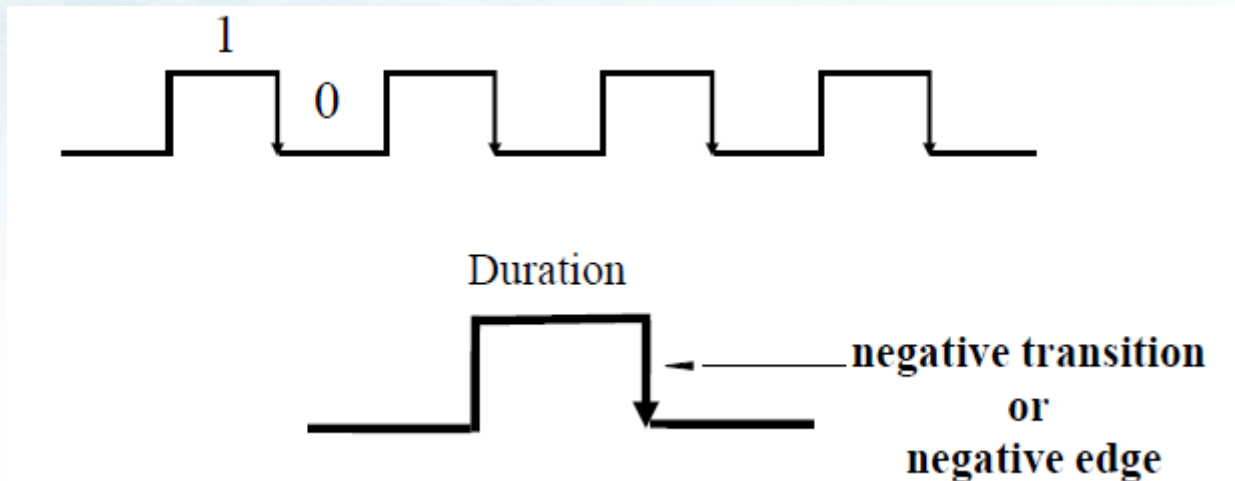 1
0
Duration
negative transition
or
negative edge